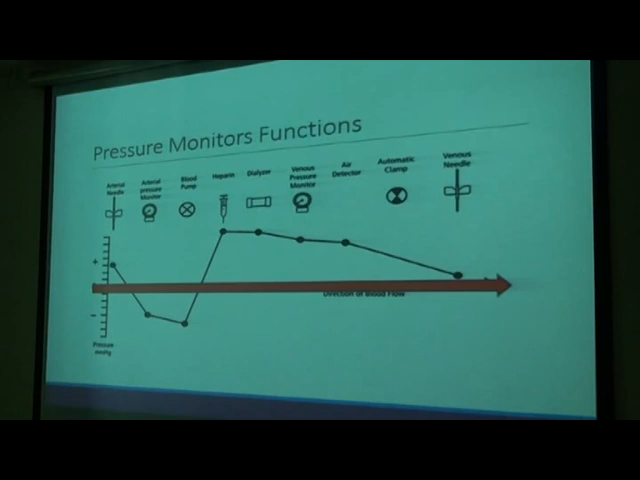 Pressure Monitors Functions
Arterial
Needle
Arterial
pressure
Monitor
Blood
Pump
Heparin
Dialyzer
Venous
Pressure
Monitor
Air
Detector
Automatic
Clamp
Venous
Needle
+
-
Direction of Blood Flow
Pressure
mmHg